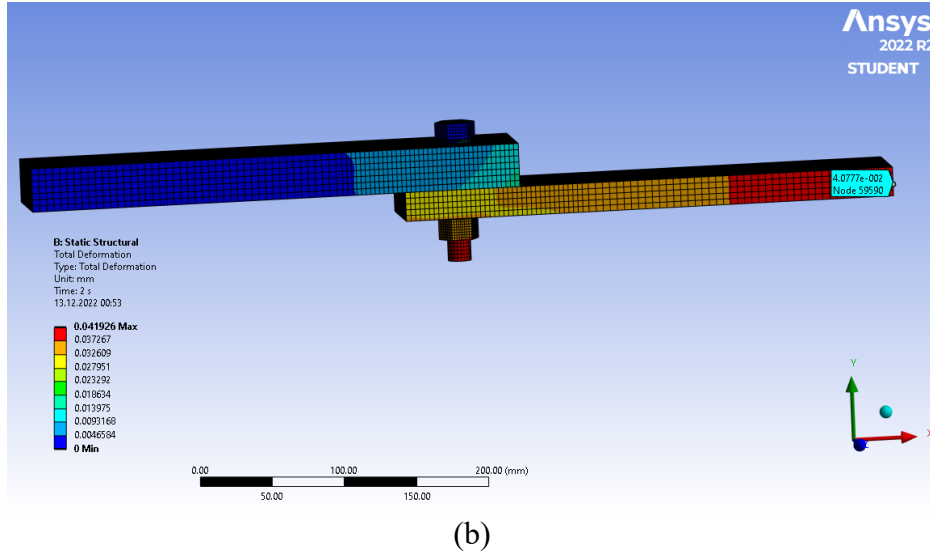 Ansys
2022 R2
STUDENT
4.0777e-002
Node 59590
B: Static Structural
Total Deformation
Type: Total Deformation
Unit: mm
Time: 2 s
13.12.2022 00:53
0.041926 Max
0.037267
0.032609
0.027951
0.023292
0.018634
0.013975
0.0093168
0.0046584
0 Min
Y
X
0.00 100.00 200.00 (mm)
50.00 150.00
(b)